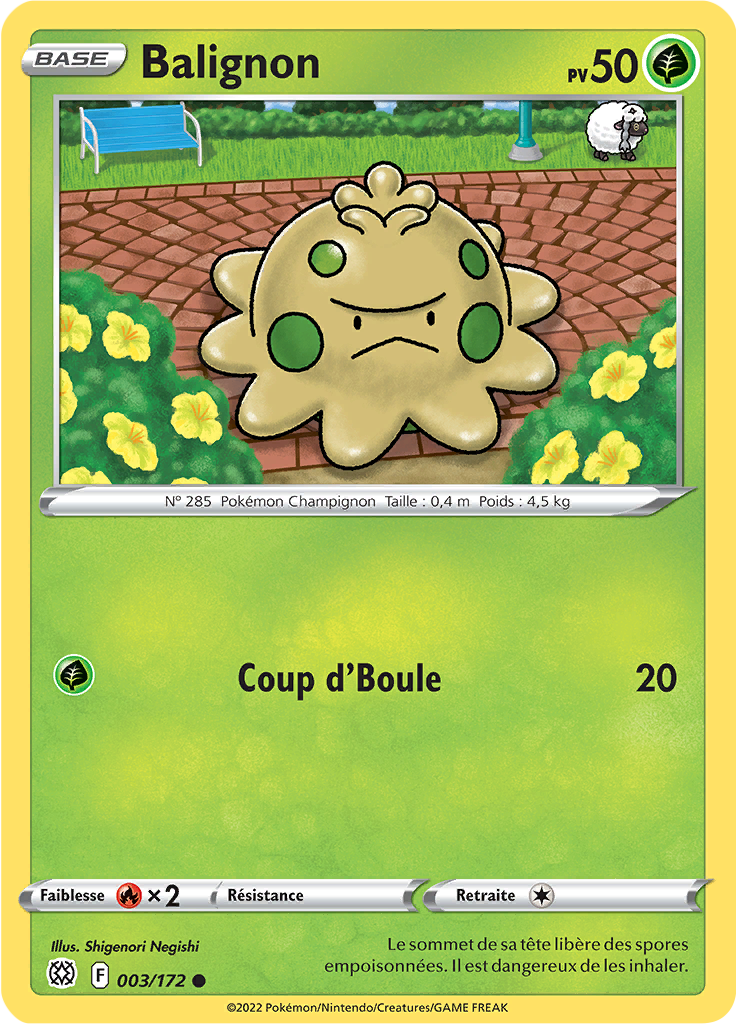 BASE Balignon PV50
N° 285 Pokémon Champignon Taille : 0,4 m Poids : 4,5 kg
Coup d'Boule 20
Faiblesse ×2 Résistance Retraite
Illus. Shigenori Negishi
Le sommet de sa tête libère des spores
empoisonnées. Il est dangereux de les inhaler.
F 003/172
©2022 Pokémon/Nintendo/Creatures/GAME FREAK